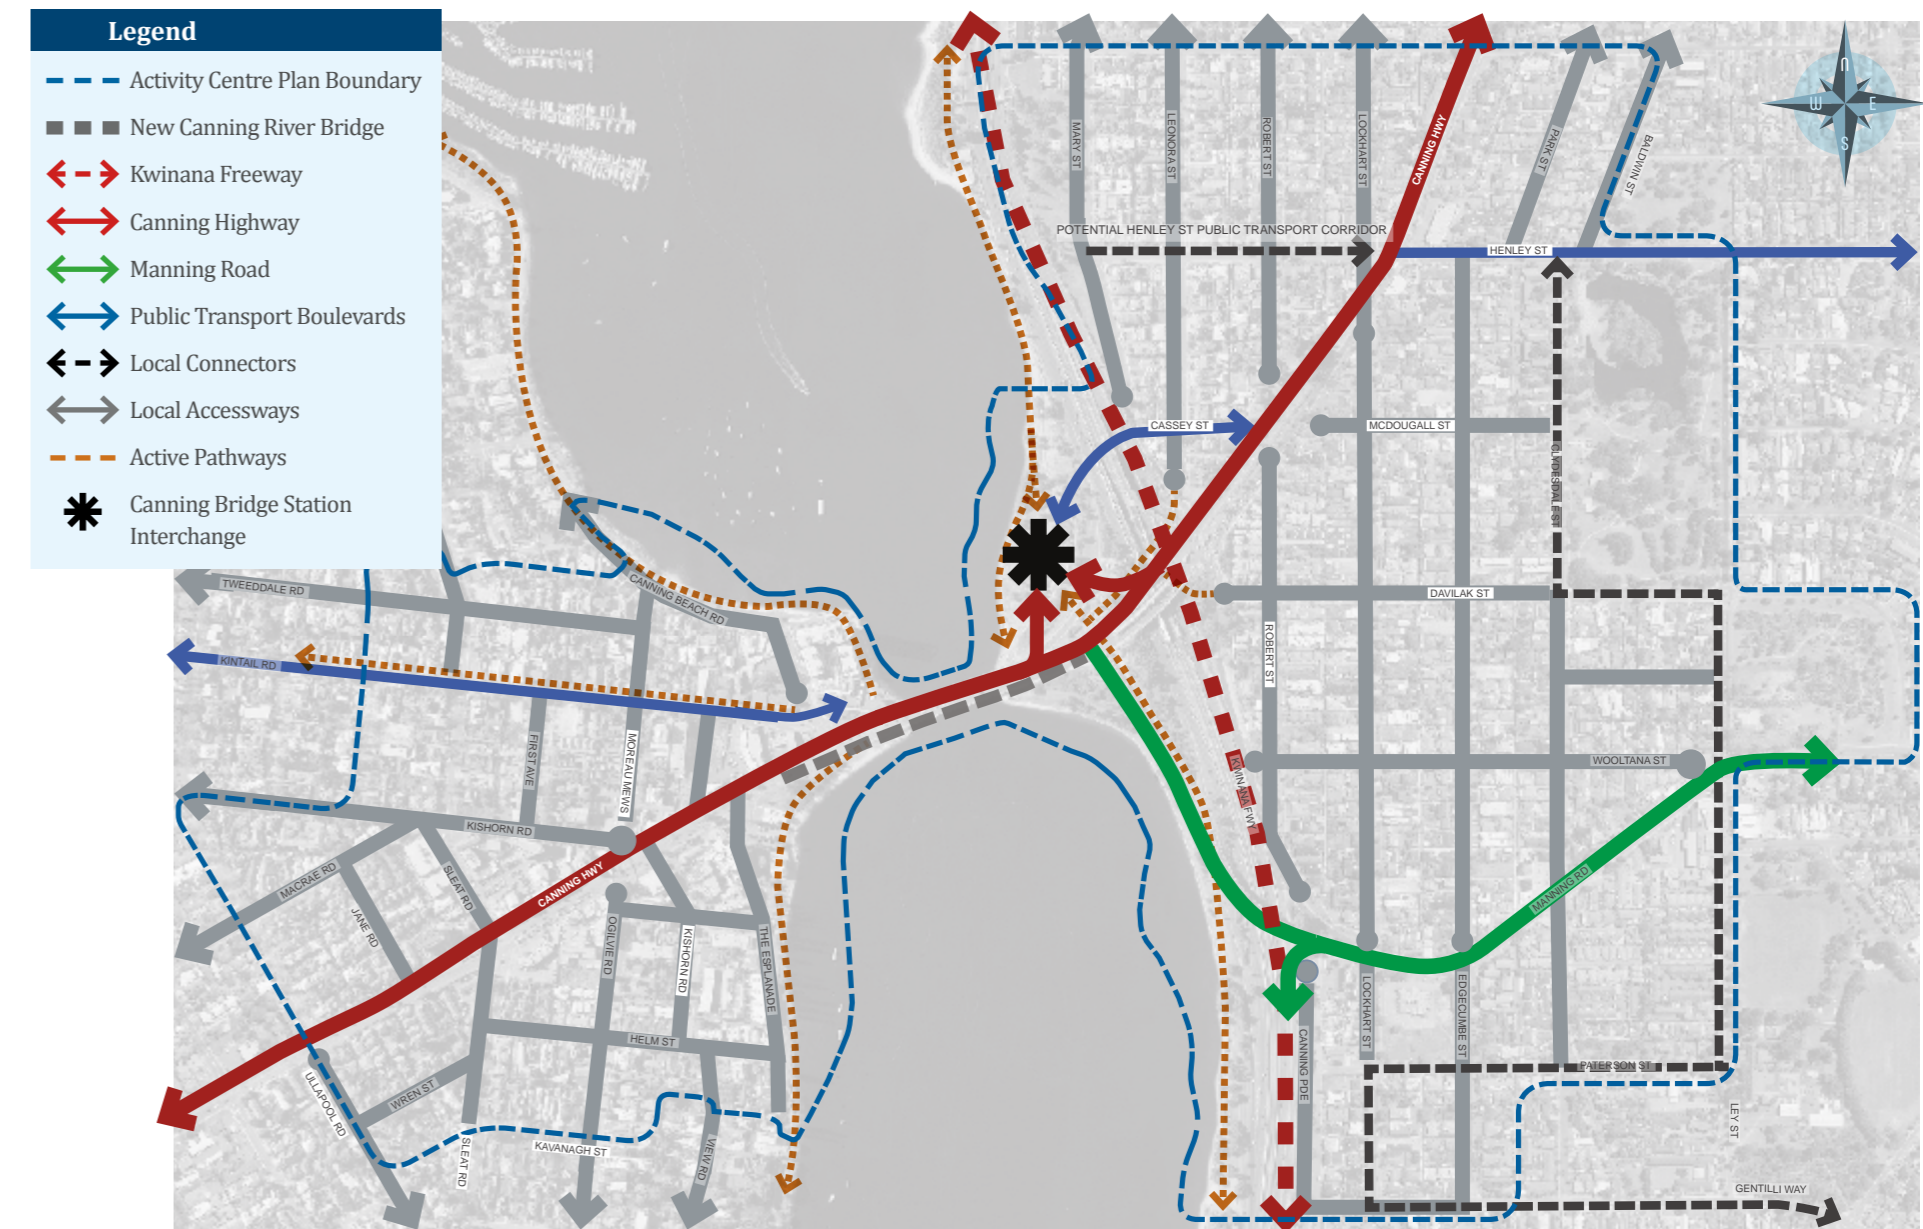 Legend
Activity Centre Plan Boundary
New Canning River Bridge
Kwinana Freeway
Canning Highway
Manning Road
Public Transport Boulevards
Local Connectors
Local Accessways
Active Pathways
Canning Bridge Station
Interchange
N
W
E
S
MARY ST
LEONORA ST
ROBERT ST
LOCKHART ST
CANNING HWY
PARK ST
BALDWIN ST
POTENTIAL HENLEY ST PUBLIC TRANSPORT CORRIDOR
HENLEY ST
CASSEY ST
MCDOUGALL ST
CLYDESDALE ST
TWEEDDALE RD
CANNING BEACH RD
DAVILAK ST
KINTAIL RD
ROBERT ST
FIRST AVE
MOREAU MEWS
KWINANA FWY
WOOLTANA ST
KISHORN RD
MACRAE RD
SLEAT RD
CANNING HWY
JANE RD
OGILVIE RD
KISHORN RD
THE ESPLANADE
MANNING RD
LOCKHART ST
EDGECUMBE ST
HELM ST
CANNING PDE
PATERSON ST
ULLAPOOL RD
WREN ST
LEY ST
SLEAT RD
KAVANAGH ST
VIEW RD
GENTILLI WAY